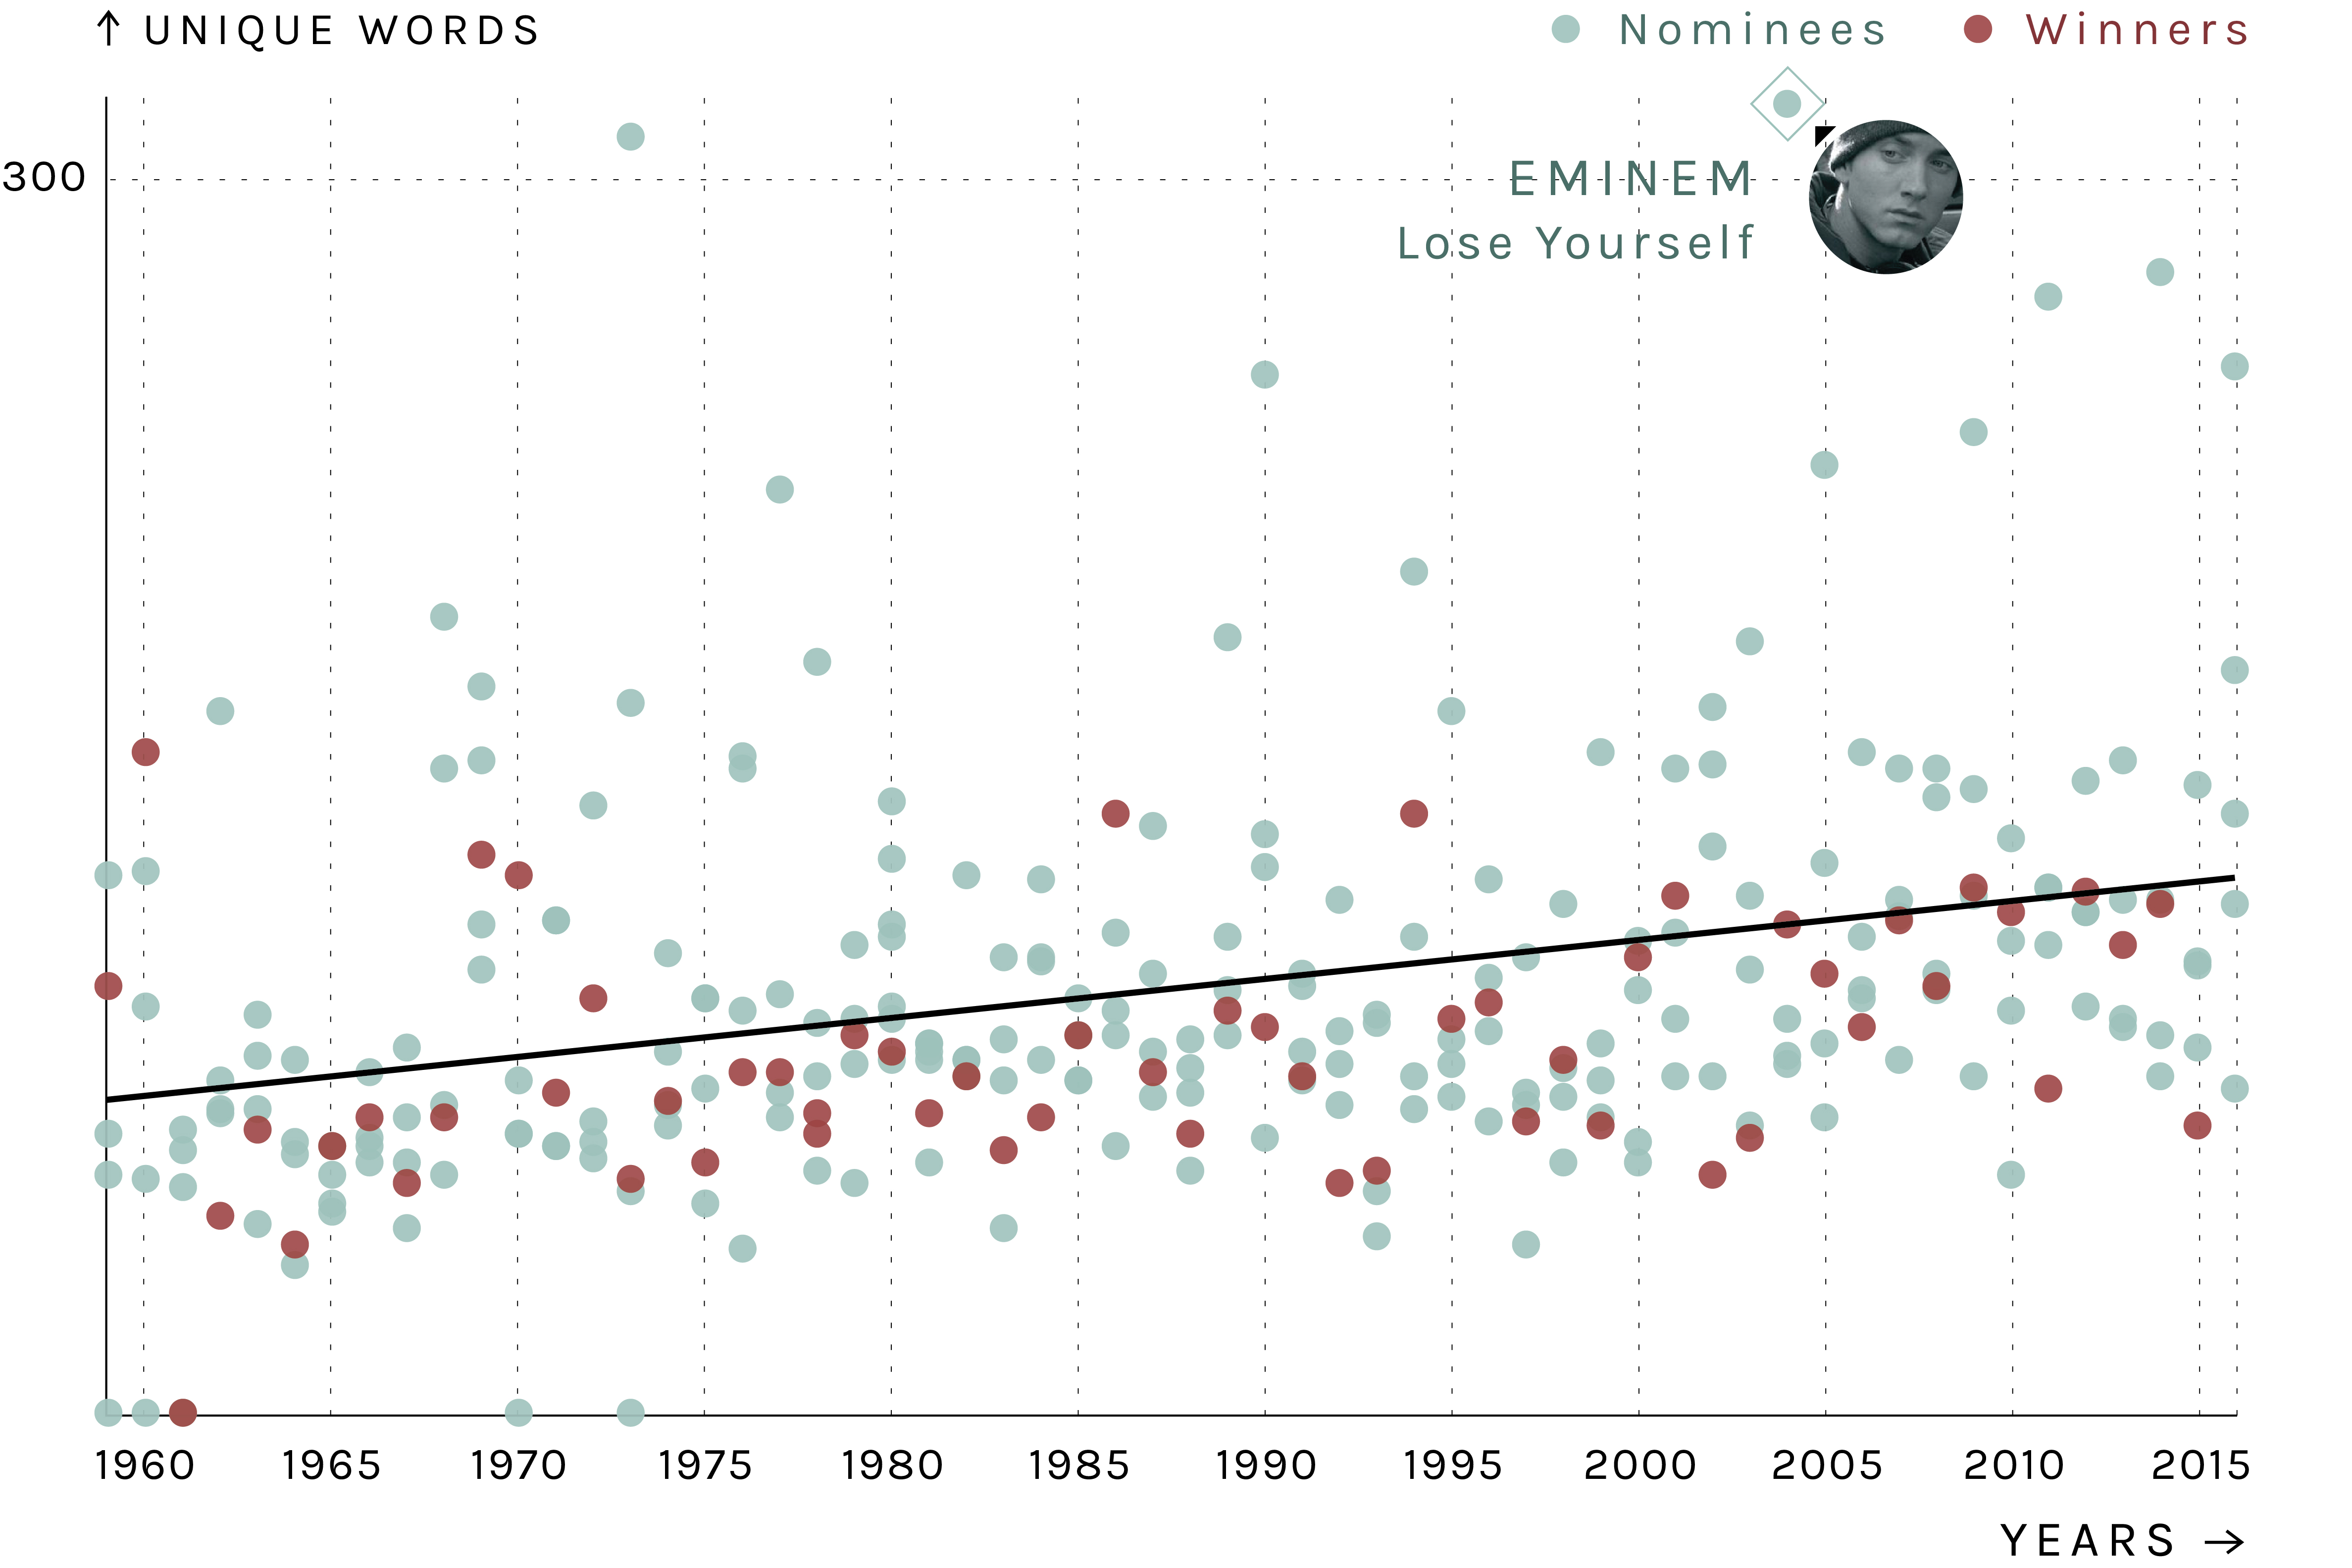 ↑ UNIQUE WORDS
Nominees
Winners
300
EMINEM
Lose Yourself
1960 1965 1970 1975 1980 1985 1990 1995 2000 2005 2010 2015
YEARS →